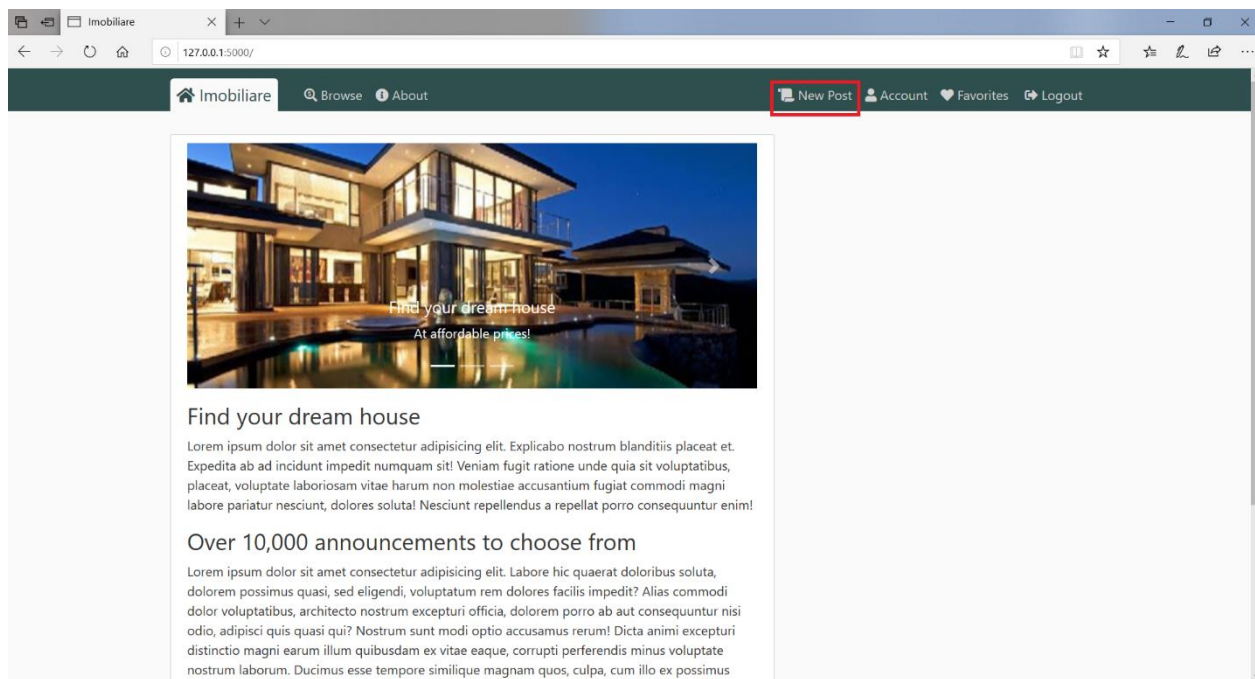 Imobiliare
127.0.0.1:5000/
Imobiliare Browse About New Post Account Favorites Logout
Find your dream house
At affordable prices!
Find your dream house
Lorem ipsum dolor sit amet consectetur adipisicing elit. Explicabo nostrum blanditiis placeat et.
Expedita ab ad incidunt impedit numquam sit! Veniam fugit ratione unde quia sit voluptatibus,
placeat, voluptate laboriosam vitae harum non molestiae accusantium fugiat commodi magni
labore pariatur nesciunt, dolores soluta! Nesciunt repellendus a repellat porro consequuntur enim!
Over 10,000 announcements to choose from
Lorem ipsum dolor sit amet consectetur adipisicing elit. Labore hic quaerat doloribus soluta,
dolorem possimus quasi, sed eligendi, voluptatum rem dolores facilis impedit? Alias commodi
dolor voluptatibus, architecto nostrum excepturi officia, dolorem porro ab aut consequuntur nisi
odio, adipisci quis quasi qui? Nostrum sunt modi optio accusamus rerum! Dicta animi excepturi
distinctio magni earum illum quibusdam ex vitae eaque, corrupti perferendis minus voluptate
nostrum laborum. Ducimus esse tempore similique magnam quos, culpa, cum illo ex possimus